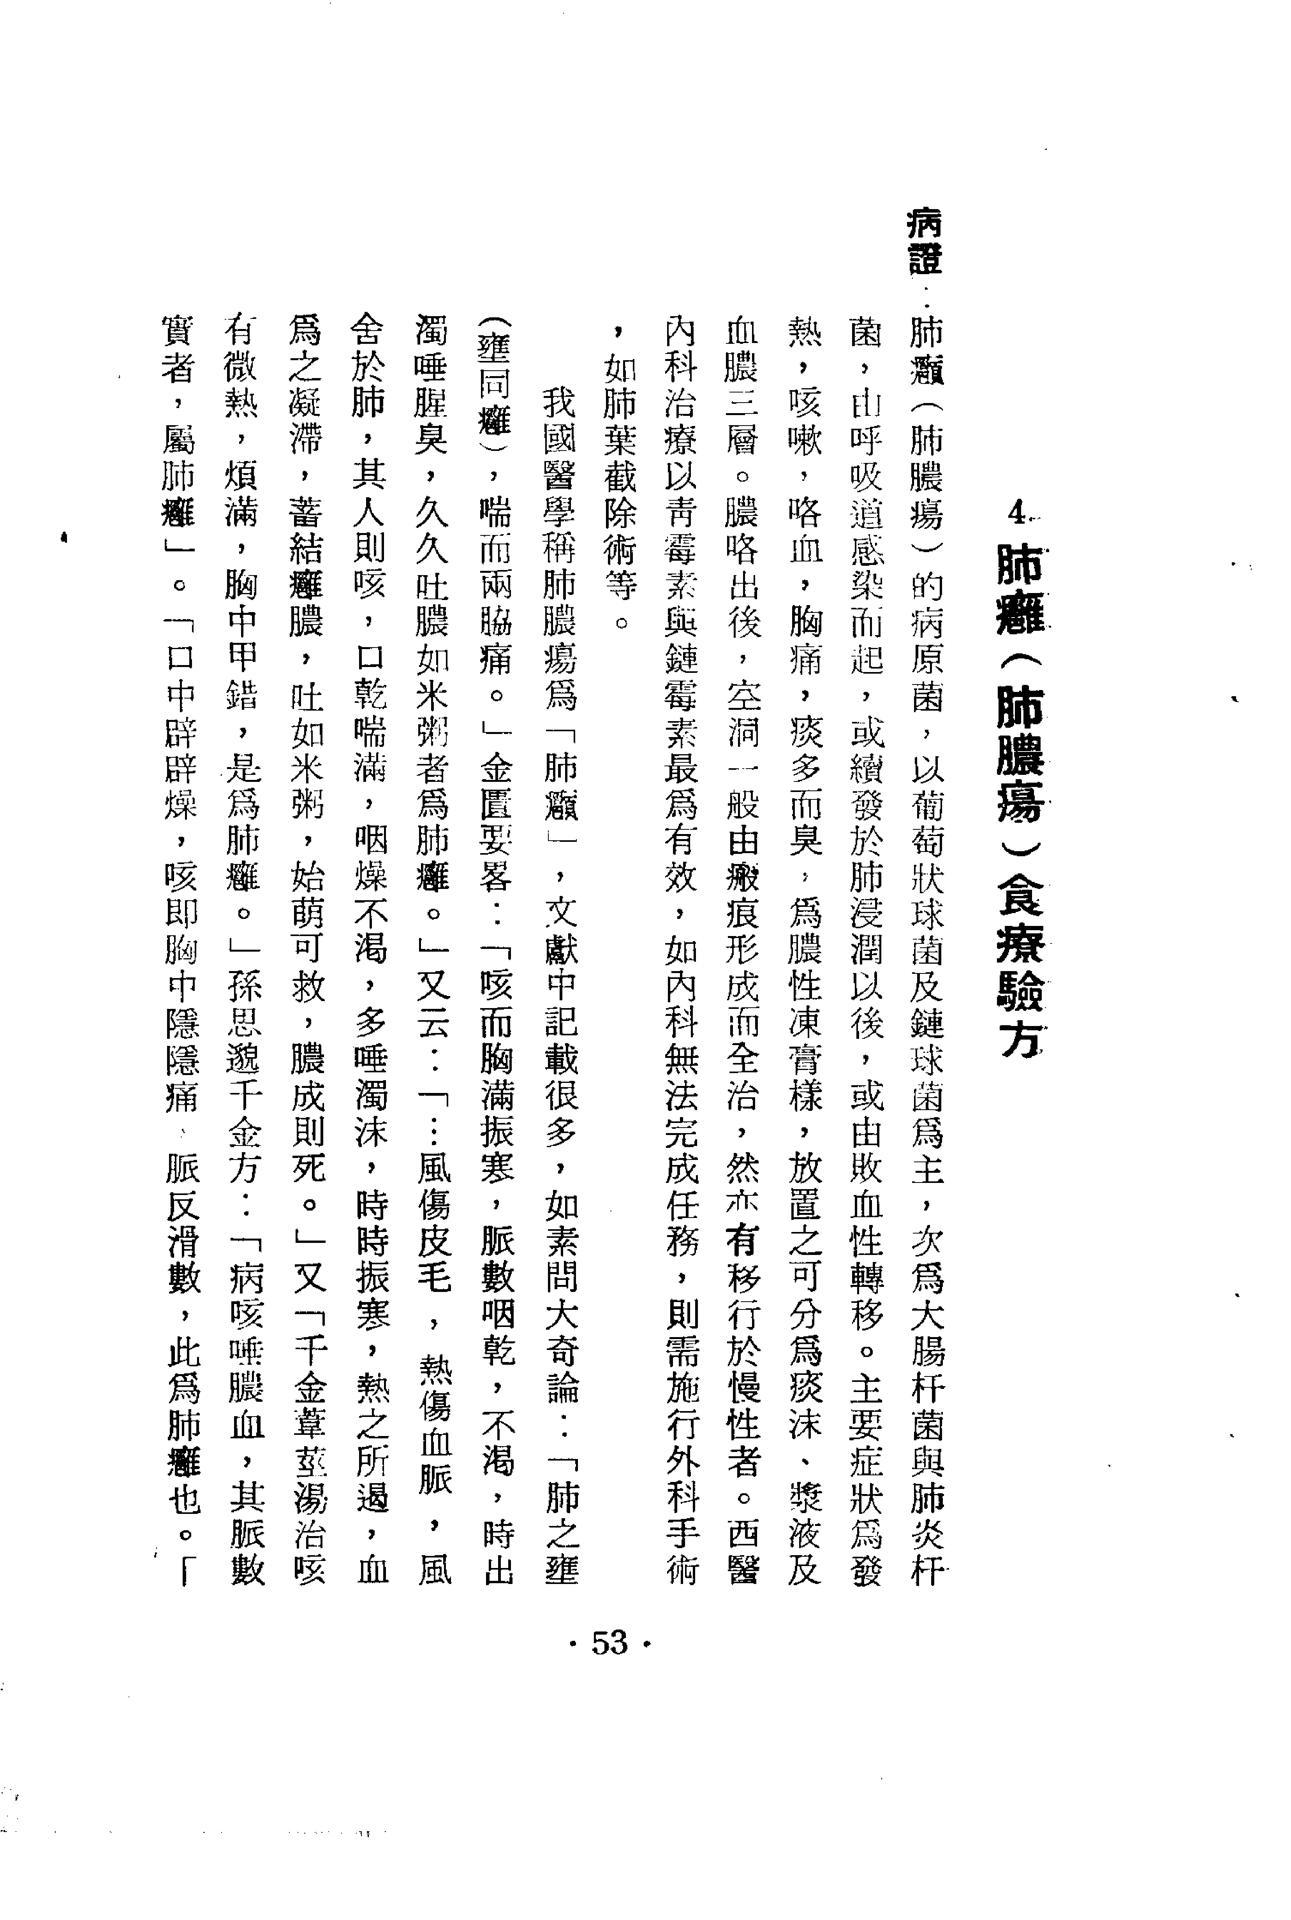 4. 肺癰（肺膿瘍）食療驗方
病證：肺癰（肺膿瘍）的病原菌，以葡萄狀球菌及鏈球菌爲主，次爲大腸杆菌與肺炎杆
菌，由呼吸道感染而起，或續發於肺浸潤以後，或由敗血性轉移。主要症狀爲發
熱，咳嗽，咯血，胸痛，痰多而臭，爲膿性凍膏樣，放置之可分爲痰沫、漿液及
血膿三層。膿咯出後，空洞一般由瘢痕形成而全治，然亦有移行於慢性者。西醫
內科治療以靑霉素與鏈霉素最爲有效，如內科無法完成任務，則需施行外科手術
，如肺葉截除術等。
我國醫學稱肺膿瘍爲「肺癰」，文獻中記載很多，如素問大奇論：「肺之壅
（壅同癰），喘而兩脇痛。」金匱要畧：「咳而胸滿振寒，脈數咽乾，不渴，時出
濁唾腥臭，久久吐膿如米粥者爲肺癰。」又云：「…風傷皮毛，熱傷血脈，風
舍於肺，其人則咳，口乾喘滿，咽燥不渴，多唾濁沫，時時振寒，熱之所遏，血
爲之凝滯，蓄結癰膿，吐如米粥，始萌可救，膿成則死。」又「千金葦莖湯治咳
有微熱，煩滿，胸中甲錯，是爲肺癰。」孫思邈千金方：「病咳唾膿血，其脈數
實者，屬肺癰」。「口中辟辟燥，咳即胸中隱隱痛、脈反滑數，此爲肺癰也。「
·53·